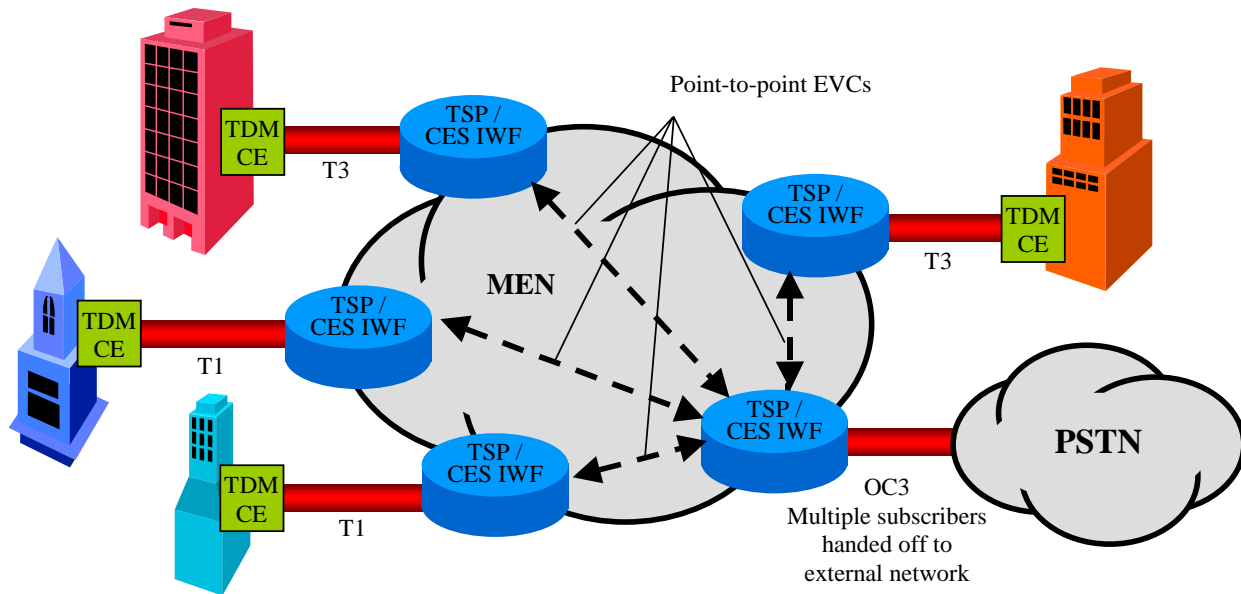 Point-to-point EVCs
TSP /
CES IWF
TDM
CE
T3
TSP /
CES IWF
TDM
CE
T3
MEN
TSP /
CES IWF
TDM
CE
T1
TSP /
CES IWF
PSTN
TSP /
CES IWF
TDM
CE
T1
OC3
Multiple subscribers
handed off to
external network